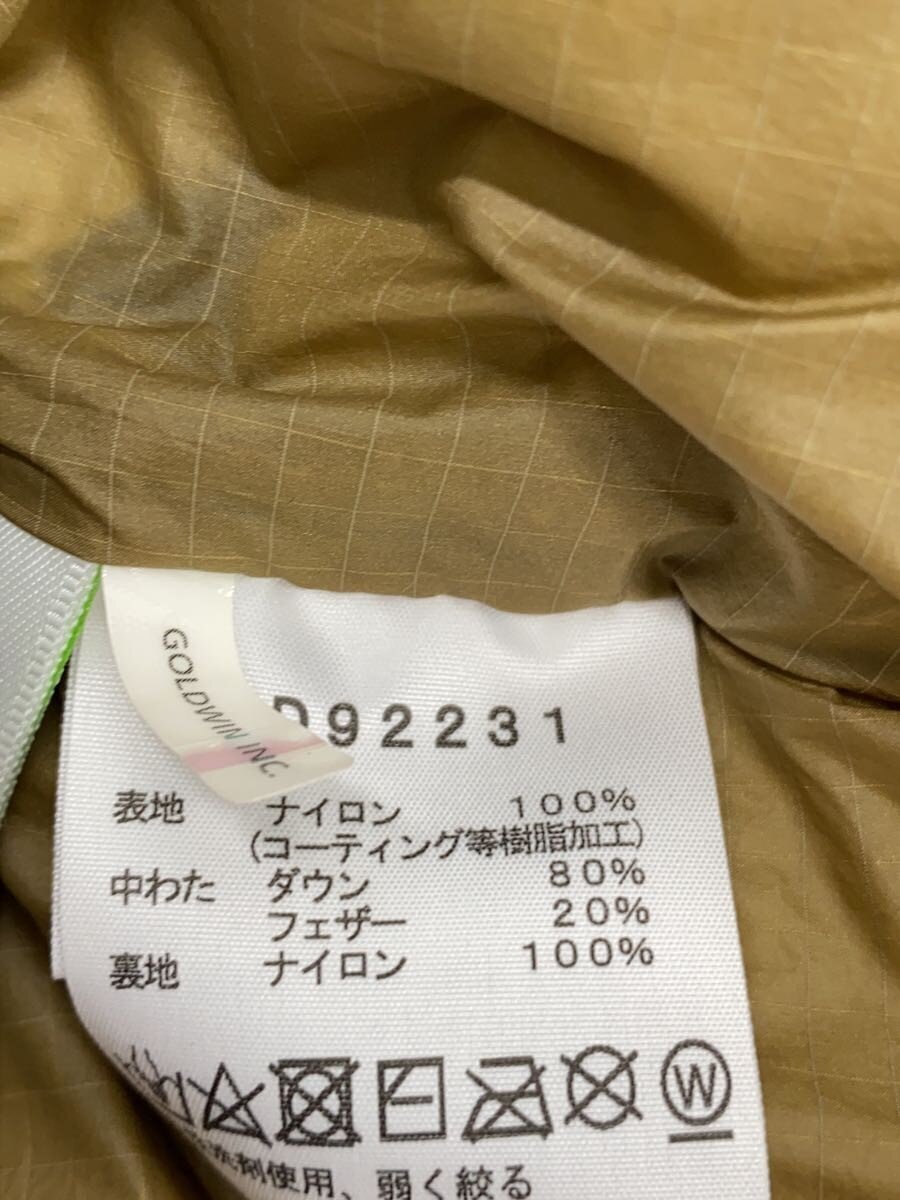 GOLDWIN INC.
D92231
表地 ナイロン 100%
(コーティング等樹脂加工)
中わた ダウン 80%
フェザー 20%
裏地 ナイロン 100%
W
洗剤使用、弱く絞る